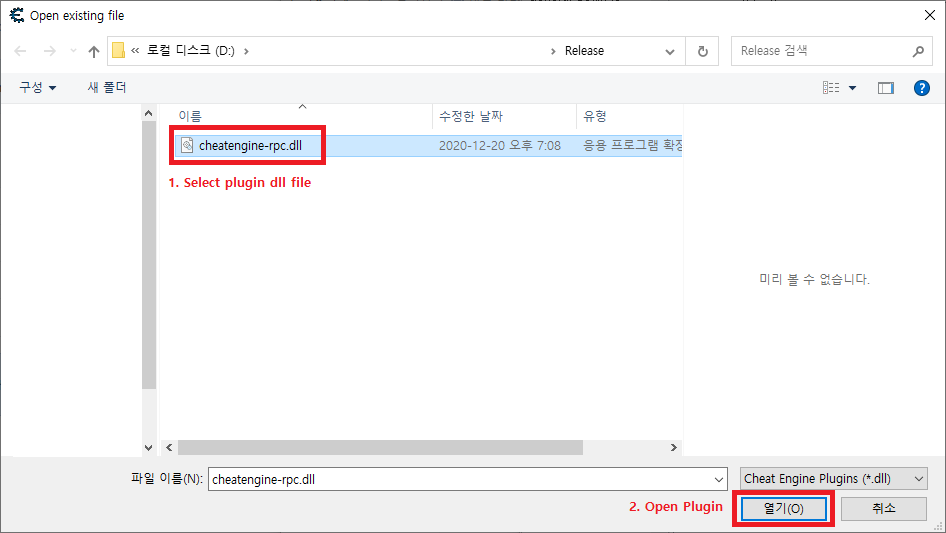 Open existing file
« 로컬 디스크 (D:) › › Release
Release 검색
구성 새 폴더
이름 수정한 날짜 유형
cheatengine-rpc.dll 2020-12-20 오후 7:08 응용 프로그램 확장
1. Select plugin dll file
미리 볼 수 없습니다.
파일 이름(N): cheatengine-rpc.dll Cheat Engine Plugins (*.dll)
2. Open Plugin 열기(O) 취소